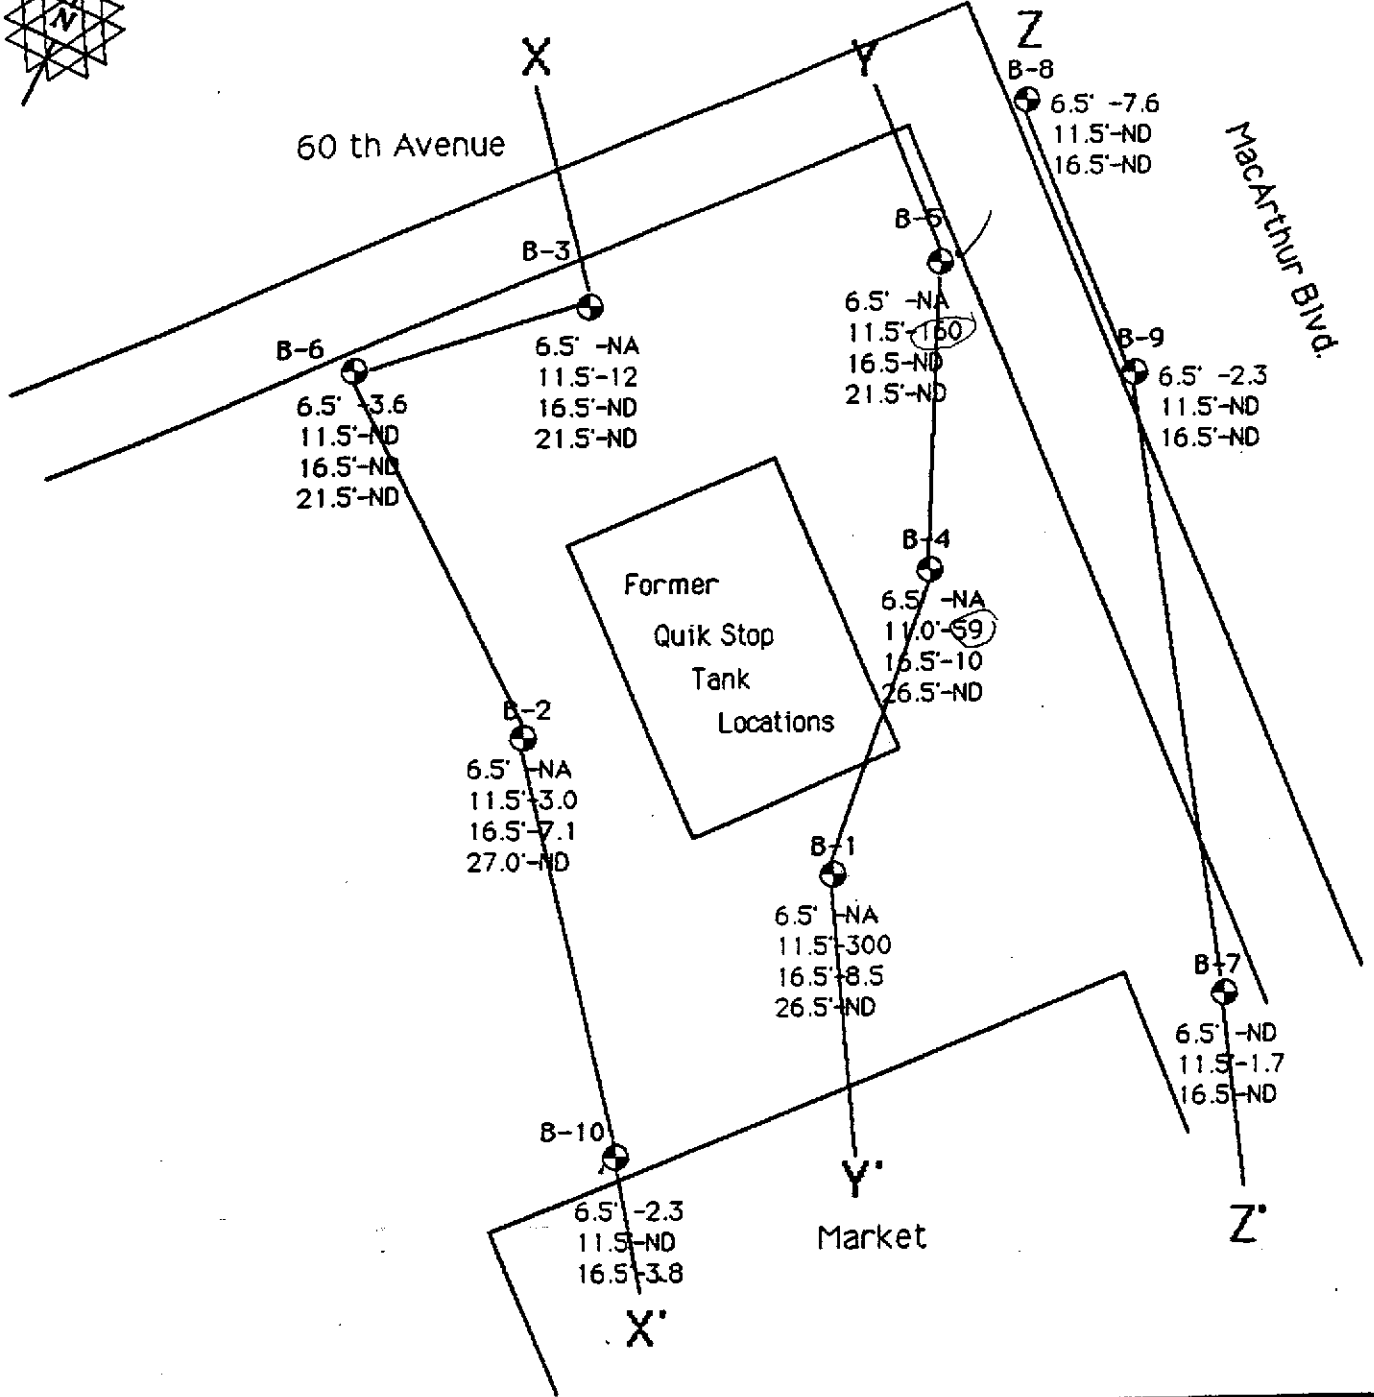 N
X
Y
Z
B-8
6.5' -7.6
11.5'-ND
16.5'-ND
60 th Avenue
MacArthur Blvd.
B-5
6.5' -NA
11.5'-160
16.5-ND
21.5'-ND
B-3
6.5' -NA
11.5'-12
16.5'-ND
21.5'-ND
B-6
6.5' -3.6
11.5'-ND
16.5'-ND
21.5'-ND
B-9
6.5' -2.3
11.5'-ND
16.5'-ND
B-4
6.5' -NA
11.0'-59
16.5'-10
26.5'-ND
Former
Quik Stop
Tank
Locations
B-2
6.5' -NA
11.5'-3.0
16.5'-7.1
27.0'-ND
B-1
6.5' -NA
11.5'-300
16.5'-8.5
26.5'-ND
B-7
6.5' -ND
11.5'-1.7
16.5-ND
B-10
6.5' -2.3
11.5-ND
16.5'-3.8
Y'
Market
Z'
X'